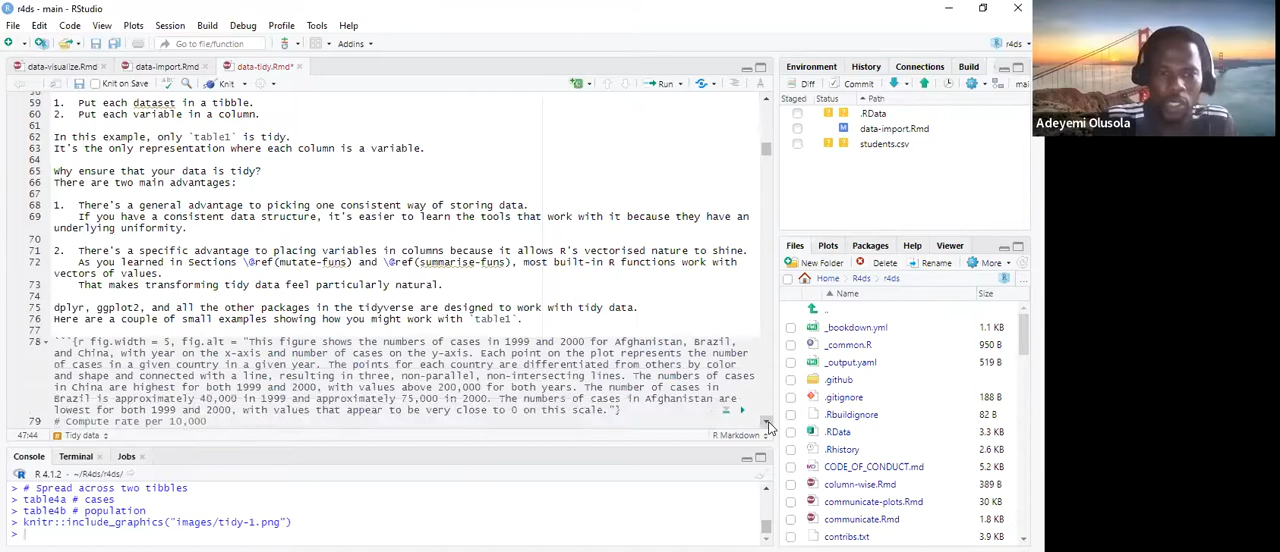 r4ds - main - RStudio
File Edit Code View Plots Session Build Debug Profile Tools Help
Go to file/function Addins r4ds
data-visualize.Rmd data-import.Rmd data-tidy.Rmd*
Knit on Save Knit Run
59 1. Put each dataset in a tibble.
60 2. Put each variable in a column.
61
62 In this example, only `table1` is tidy.
63 It's the only representation where each column is a variable.
64
65 Why ensure that your data is tidy?
66 There are two main advantages:
67
68 1. There's a general advantage to picking one consistent way of storing data.
69 If you have a consistent data structure, it's easier to learn the tools that work with it because they have an
underlying uniformity.
70
71 2. There's a specific advantage to placing variables in columns because it allows R's vectorised nature to shine.
72 As you learned in Sections \@ref(mutate-funs) and \@ref(summarise-funs), most built-in R functions work with
vectors of values.
73 That makes transforming tidy data feel particularly natural.
74
75 dplyr, ggplot2, and all the other packages in the tidyverse are designed to work with tidy data.
76 Here are a couple of small examples showing how you might work with `table1`.
77
78 ```{r fig.width = 5, fig.alt = "This figure shows the numbers of cases in 1999 and 2000 for Afghanistan, Brazil,
and China, with year on the x-axis and number of cases on the y-axis. Each point on the plot represents the number
of cases in a given country in a given year. The points for each country are differentiated from others by color
and shape and connected with a line, resulting in three, non-parallel, non-intersecting lines. The numbers of cases
in China are highest for both 1999 and 2000, with values above 200,000 for both years. The number of cases in
Brazil is approximately 40,000 in 1999 and approximately 75,000 in 2000. The numbers of cases in Afghanistan are
lowest for both 1999 and 2000, with values that appear to be very close to 0 on this scale."}
79 # Compute rate per 10,000
47:44 Tidy data R Markdown
Console Terminal Jobs
R 4.1.2 · ~/R4ds/r4ds/
> # Spread across two tibbles
> table4a # cases
> table4b # population
> knitr::include_graphics("images/tidy-1.png")
>
Environment History Connections Build
Diff Commit mai
Staged Status Path
.RData
M data-import.Rmd
students.csv
Files Plots Packages Help Viewer
New Folder Delete Rename More
Home R4ds r4ds ...
Name Size
..
_bookdown.yml 1.1 KB
_common.R 950 B
_output.yaml 519 B
.github
.gitignore 188 B
.Rbuildignore 82 B
.RData 3.3 KB
.Rhistory 2.6 KB
CODE_OF_CONDUCT.md 5.2 KB
column-wise.Rmd 389 B
communicate-plots.Rmd 30 KB
communicate.Rmd 1.8 KB
contribs.txt 3.9 KB
Adeyemi Olusola